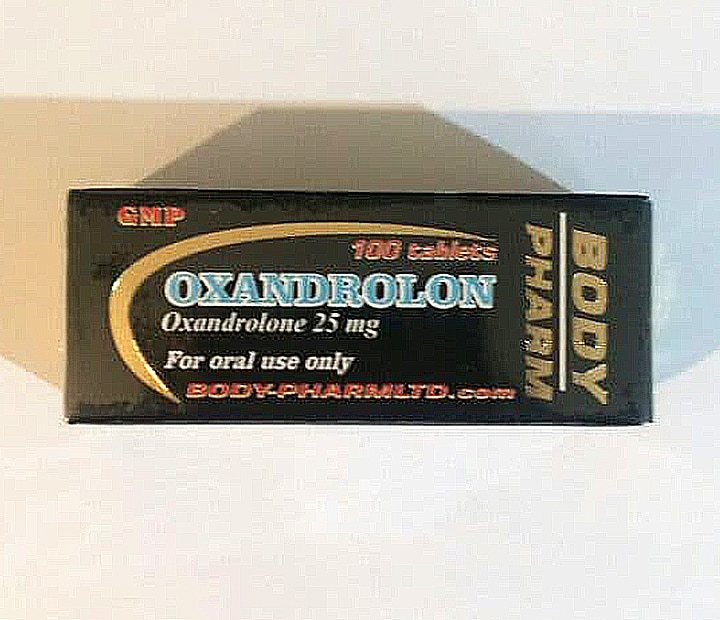 GMP
100 tablets
OXANDROLON
Oxandrolone 25 mg
For oral use only
BODY-PHARMLTD.com
BODY
PHARM